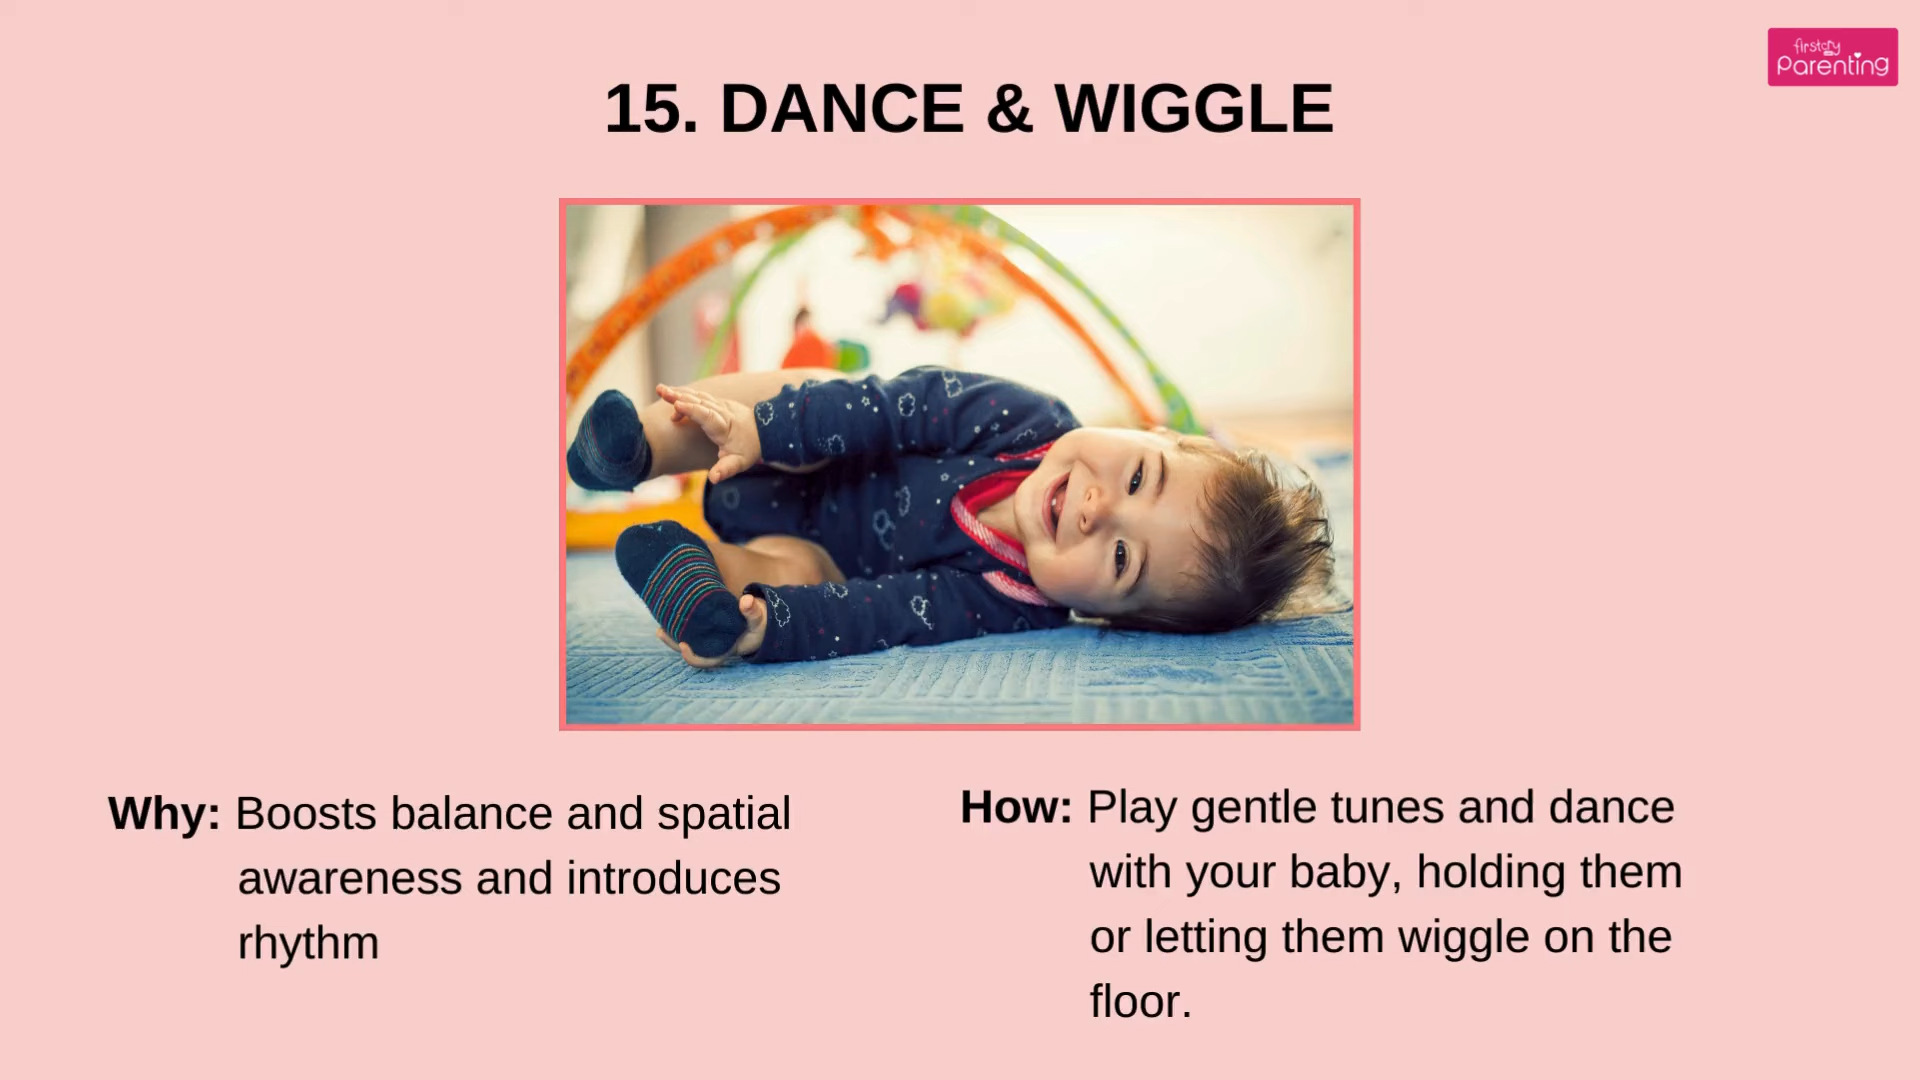 firstcry
Parenting
15. DANCE & WIGGLE
Why: Boosts balance and spatial
awareness and introduces
rhythm
How: Play gentle tunes and dance
with your baby, holding them
or letting them wiggle on the
floor.